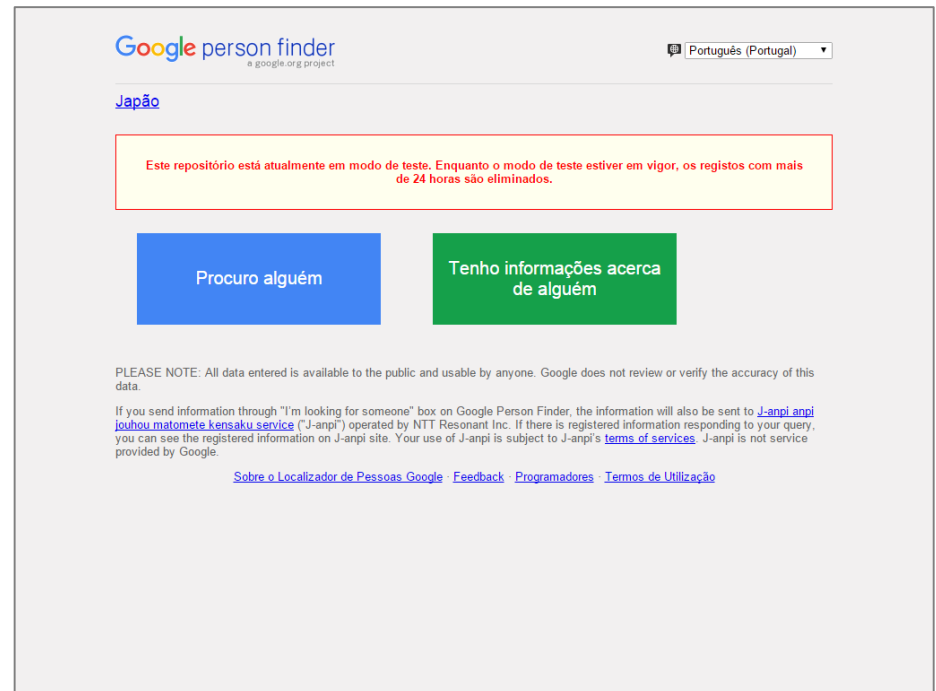 Google person finder
a google.org project
Português (Portugal)
Japão
Este repositório está atualmente em modo de teste. Enquanto o modo de teste estiver em vigor, os registos com mais
de 24 horas são eliminados.
Procuro alguém
Tenho informações acerca
de alguém
PLEASE NOTE: All data entered is available to the public and usable by anyone. Google does not review or verify the accuracy of this
data.
If you send information through "I'm looking for someone" box on Google Person Finder, the information will also be sent to J-anpi anpi
jouhou matomete kensaku service ("J-anpi") operated by NTT Resonant Inc. If there is registered information responding to your query,
you can see the registered information on J-anpi site. Your use of J-anpi is subject to J-anpi's terms of services. J-anpi is not service
provided by Google.
Sobre o Localizador de Pessoas Google · Feedback · Programadores · Termos de Utilização